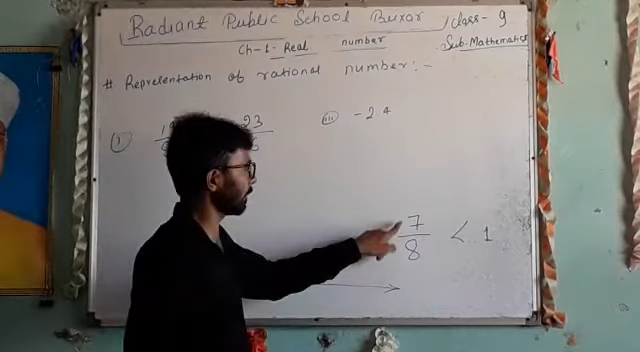 Radiant Public School Buxar / class - 9
Ch-1. Real number
Sub. Mathematics
# Representation of rational number:-
(i)
23
(iii) -2.4
7/8 < 1